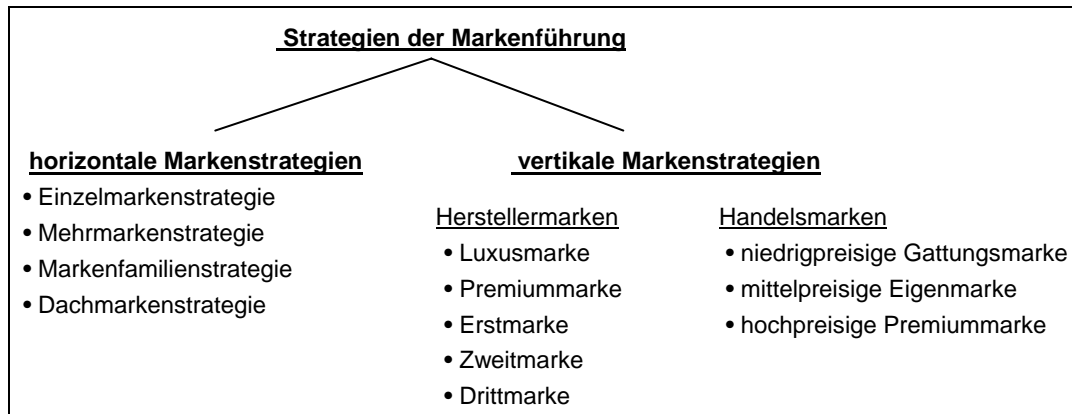 Strategien der Markenführung
horizontale Markenstrategien
• Einzelmarkenstrategie
• Mehrmarkenstrategie
• Markenfamilienstrategie
• Dachmarkenstrategie
vertikale Markenstrategien
Herstellermarken
• Luxusmarke
• Premiummarke
• Erstmarke
• Zweitmarke
• Drittmarke
Handelsmarken
• niedrigpreisige Gattungsmarke
• mittelpreisige Eigenmarke
• hochpreisige Premiummarke